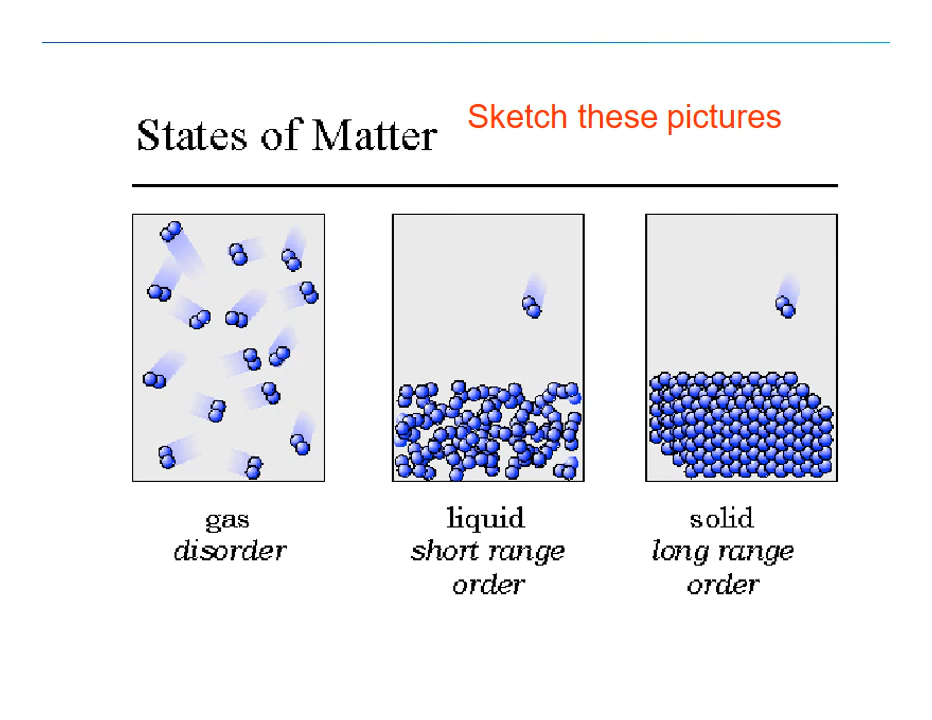 States of Matter
Sketch these pictures
gas
disorder
liquid
short range
order
solid
long range
order